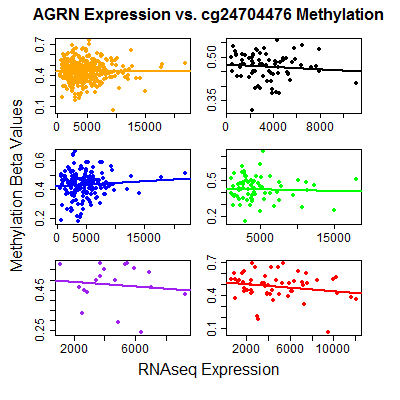 AGRN Expression vs. cg24704476 Methylation
Methylation Beta Values
0.1 0.4 0.7
0 5000 15000
0.35 0.50
0 4000 8000
0.2 0.4 0.6
0 5000 15000
0.2 0.5
5000 15000
0.25 0.45
2000 6000
0.1 0.4 0.7
2000 6000 10000
RNAseq Expression